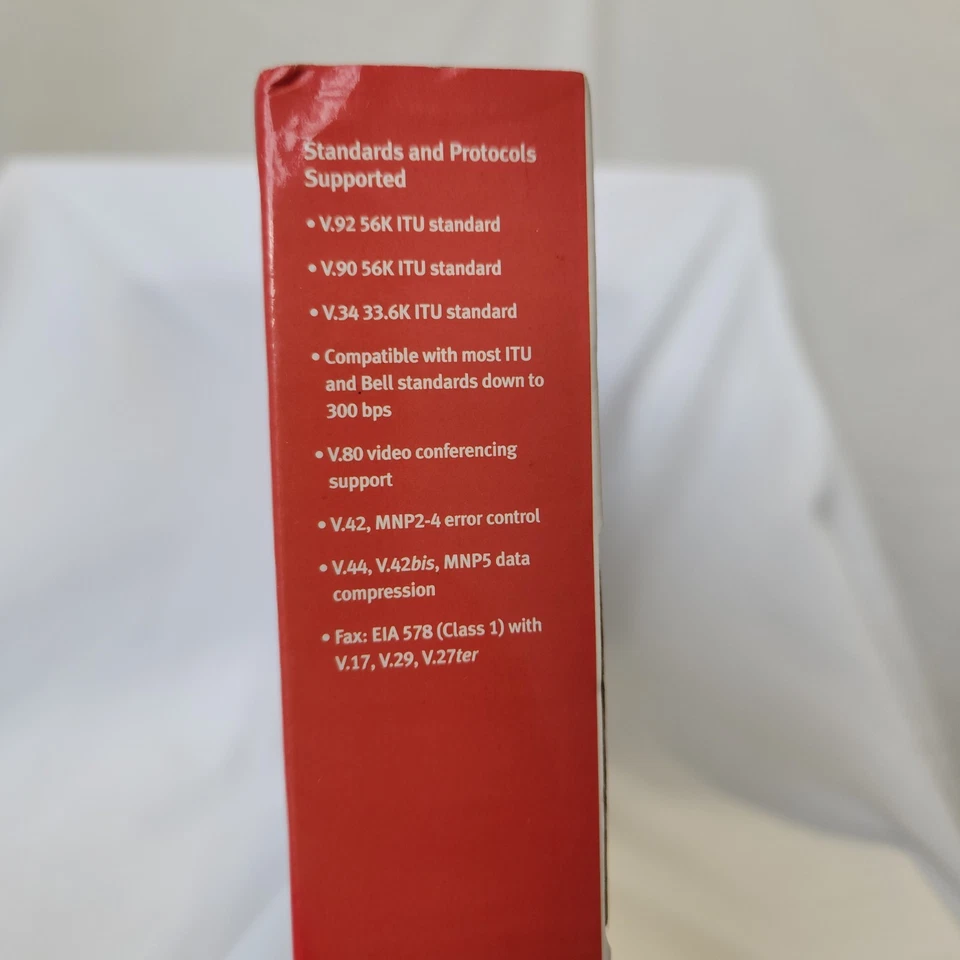 Standards and Protocols
Supported
• V.92 56K ITU standard
• V.90 56K ITU standard
• V.34 33.6K ITU standard
• Compatible with most ITU
and Bell standards down to
300 bps
• V.80 video conferencing
support
• V.42, MNP2-4 error control
• V.44, V.42bis, MNP5 data
compression
• Fax: EIA 578 (Class 1) with
V.17, V.29, V.27ter